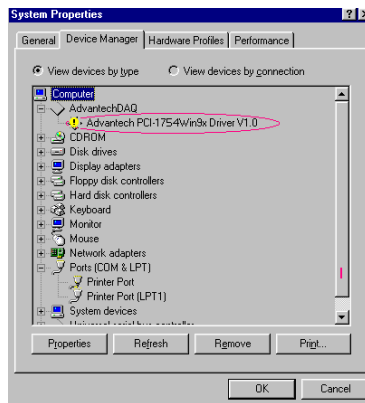 System Properties
General Device Manager Hardware Profiles Performance
View devices by type View devices by connection
Computer
AdvantechDAQ
Advantech PCI-1754Win9x Driver V1.0
CDROM
Disk drives
Display adapters
Floppy disk controllers
Hard disk controllers
Keyboard
Monitor
Mouse
Network adapters
Ports (COM & LPT)
Printer Port
Printer Port (LPT1)
System devices
Properties Refresh Remove Print...
OK Cancel